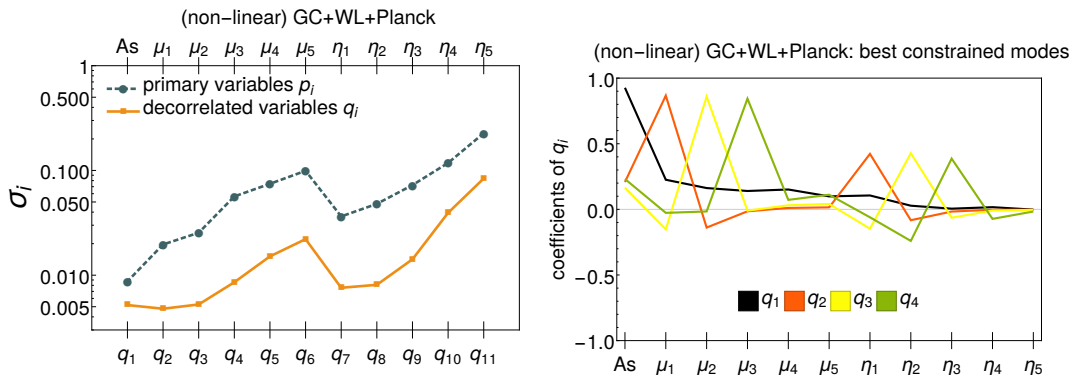 (non-linear) GC+WL+Planck
As μ₁ μ₂ μ₃ μ₄ μ₅ η₁ η₂ η₃ η₄ η₅
1
0.500
0.100
0.050
0.010
0.005
σᵢ
primary variables pᵢ
decorrelated variables qᵢ
q₁ q₂ q₃ q₄ q₅ q₆ q₇ q₈ q₉ q₁₀ q₁₁
(non-linear) GC+WL+Planck: best constrained modes
1.0
0.5
0.0
-0.5
-1.0
coefficients of qᵢ
q₁ q₂ q₃ q₄
As μ₁ μ₂ μ₃ μ₄ μ₅ η₁ η₂ η₃ η₄ η₅